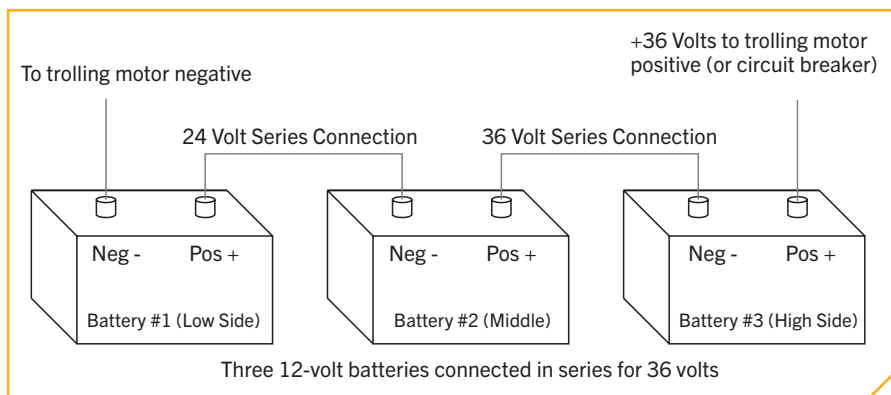 +36 Volts to trolling motor
positive (or circuit breaker)
To trolling motor negative
24 Volt Series Connection
36 Volt Series Connection
Neg -
Pos +
Neg -
Pos +
Neg -
Pos +
Battery #1 (Low Side)
Battery #2 (Middle)
Battery #3 (High Side)
Three 12-volt batteries connected in series for 36 volts